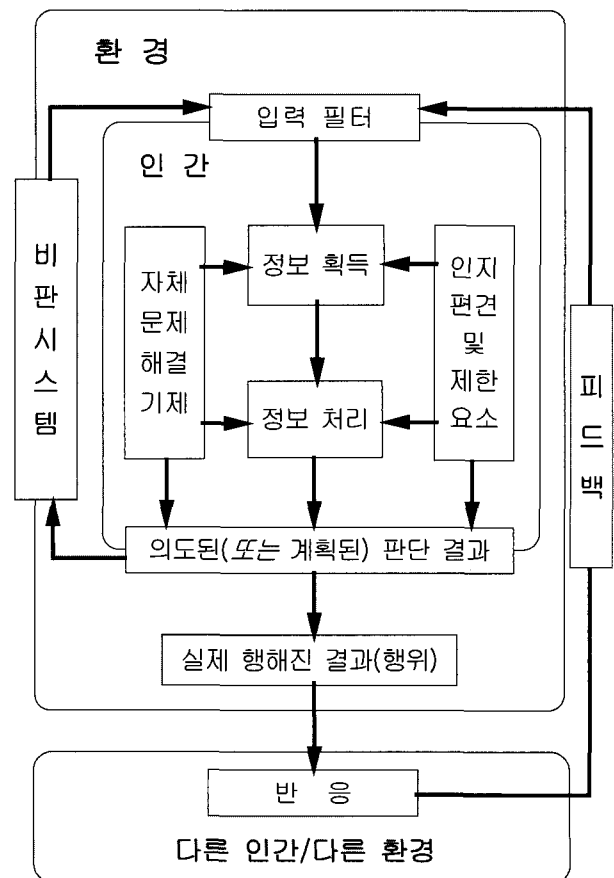 환 경
입력 필터
인 간
비판시스템
자체
문제
해결
기제
정보 획득
인지
편견
및
제한
요소
정보 처리
피드백
의도된(또는 계획된) 판단 결과
실제 행해진 결과(행위)
반 응
다른 인간/다른 환경